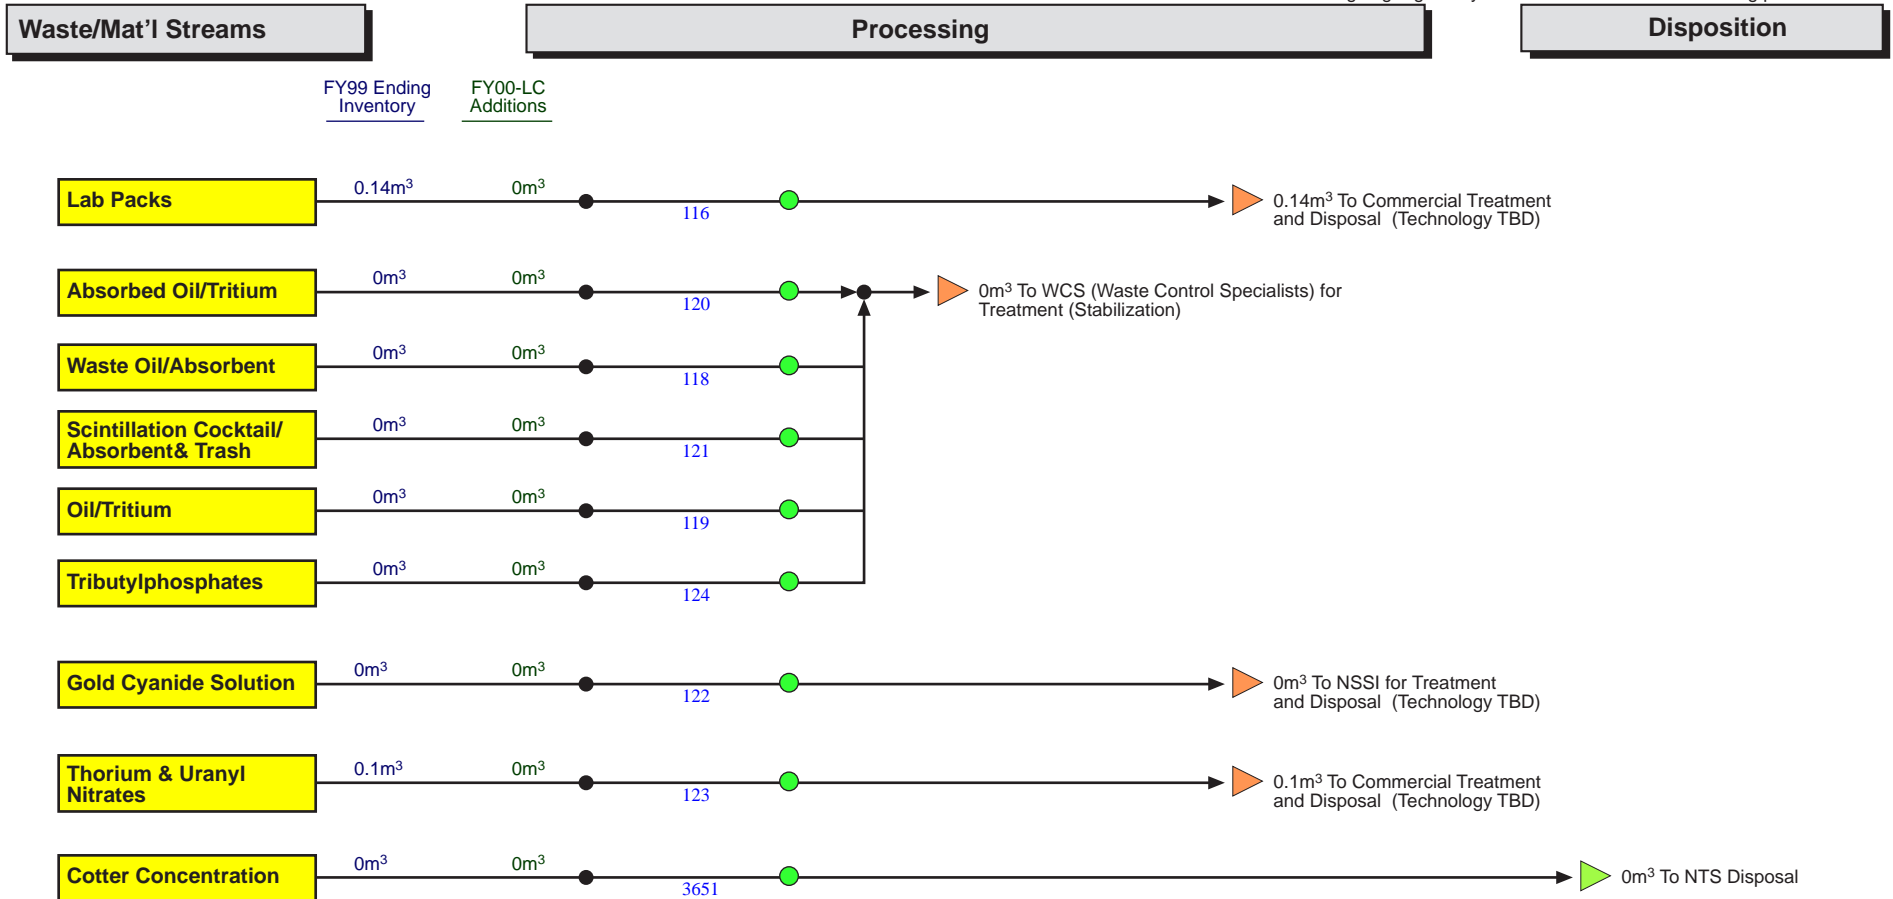 Waste/Mat'l Streams
Processing
Disposition
FY99 Ending
Inventory
FY00-LC
Additions
Lab Packs
0.14m³
0m³
116
0.14m³ To Commercial Treatment
and Disposal (Technology TBD)
Absorbed Oil/Tritium
0m³
0m³
120
0m³ To WCS (Waste Control Specialists) for
Treatment (Stabilization)
Waste Oil/Absorbent
0m³
0m³
118
Scintillation Cocktail/
Absorbent& Trash
0m³
0m³
121
Oil/Tritium
0m³
0m³
119
Tributylphosphates
0m³
0m³
124
Gold Cyanide Solution
0m³
0m³
122
0m³ To NSSI for Treatment
and Disposal (Technology TBD)
Thorium & Uranyl
Nitrates
0.1m³
0m³
123
0.1m³ To Commercial Treatment
and Disposal (Technology TBD)
Cotter Concentration
0m³
0m³
3651
0m³ To NTS Disposal